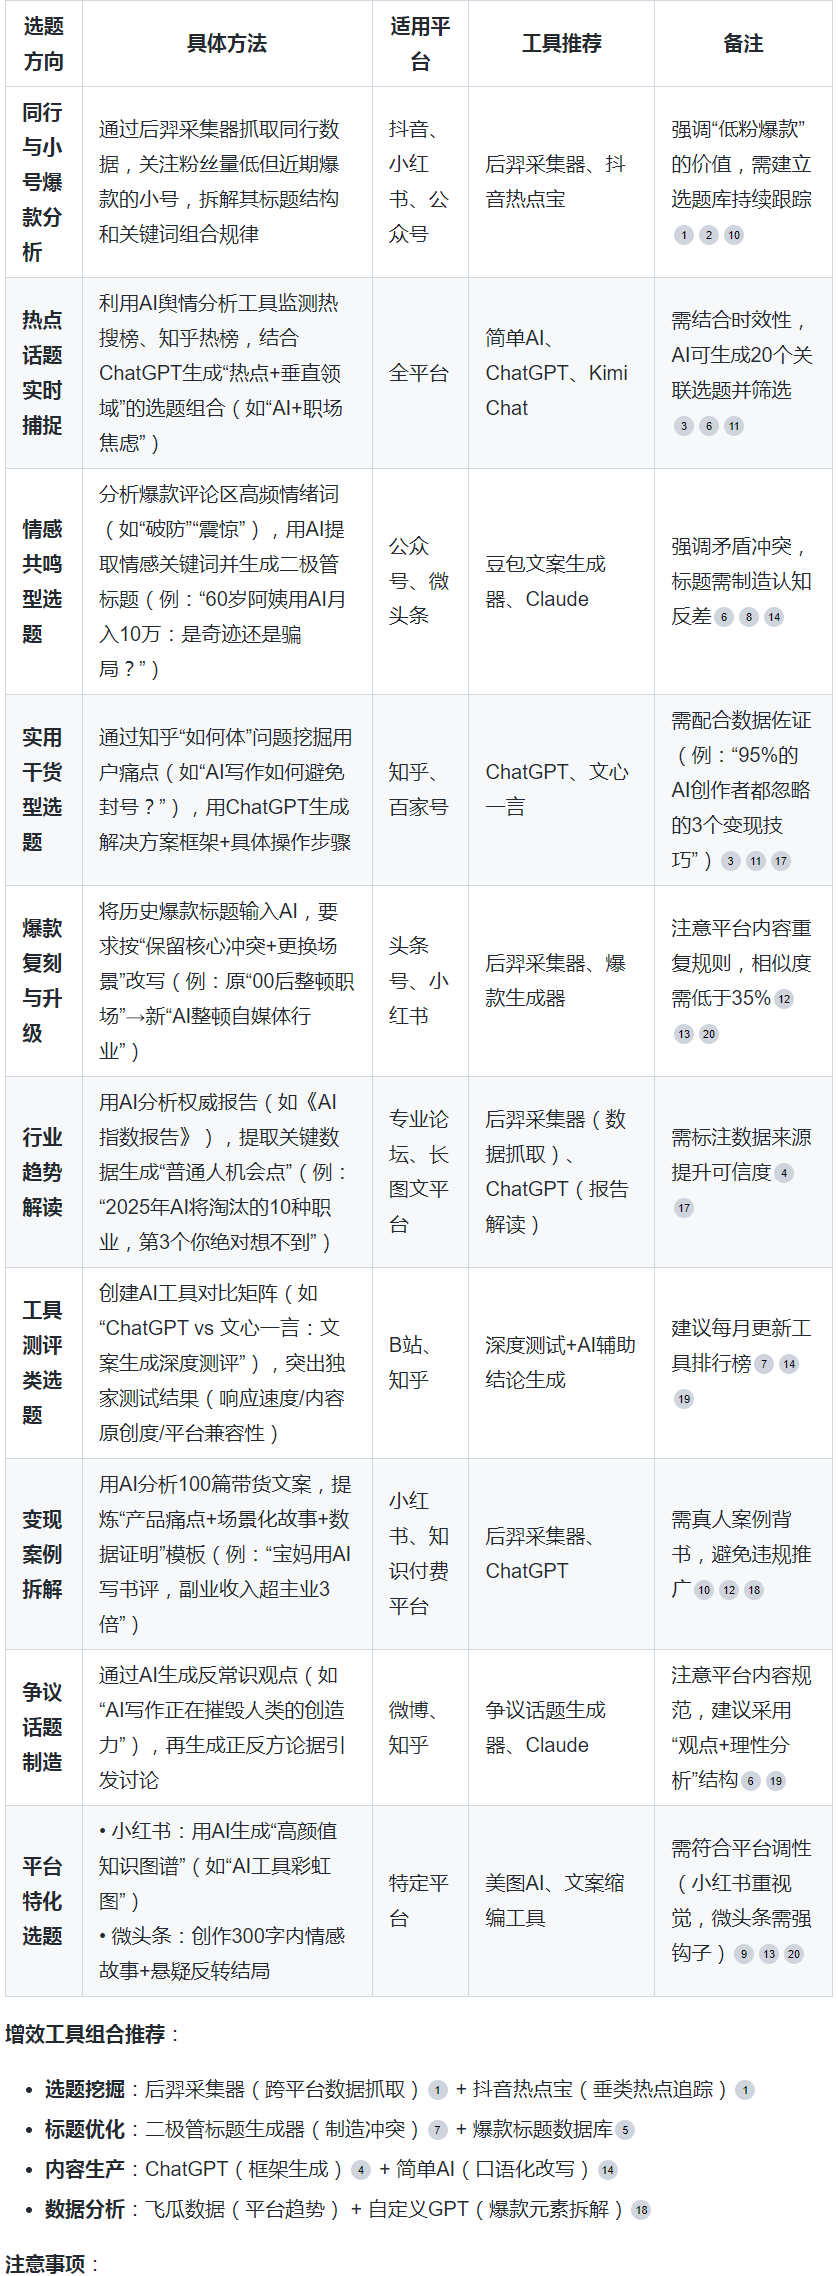 选题
方向
具体方法
适用平
台
工具推荐
备注
同行
与小
号爆
款分
析
通过后羿采集器抓取同行数
据，关注粉丝量低但近期爆
款的小号，拆解其标题结构
和关键词组合规律
抖音、
小红
书、公
众号
后羿采集器、抖
音热点宝
强调“低粉爆款”
的价值，需建立
选题库持续跟踪
1 2 10
热点
话题
实时
捕捉
利用AI舆情分析工具监测热
搜榜、知乎热榜，结合
ChatGPT生成“热点+垂直领
域”的选题组合（如“AI+职场
焦虑”）
全平台
简单AI、
ChatGPT、Kimi
Chat
需结合时效性，
AI可生成20个关
联选题并筛选
3 6 11
情感
共鸣
型选
题
分析爆款评论区高频情绪词
（如“破防”“震惊”），用AI提
取情感关键词并生成二极管
标题（例：“60岁阿姨用AI月
入10万：是奇迹还是骗
局？”）
公众
号、微
头条
豆包文案生成
器、Claude
强调矛盾冲突，
标题需制造认知
反差 6 8 14
实用
干货
型选
题
通过知乎“如何体”问题挖掘用
户痛点（如“AI写作如何避免
封号？”），用ChatGPT生成
解决方案框架+具体操作步骤
知乎、
百家号
ChatGPT、文心
一言
需配合数据佐证
（例：“95%的
AI创作者都忽略
的3个变现技
巧”） 3 11 17
爆款
复刻
与升
级
将历史爆款标题输入AI，要
求按“保留核心冲突+更换场
景”改写（例：原“00后整顿职
场”→新“AI整顿自媒体行
业”）
头条
号、小
红书
后羿采集器、爆
款生成器
注意平台内容重
复规则，相似度
需低于35% 12
13 20
行业
趋势
解读
用AI分析权威报告（如《AI
指数报告》），提取关键数
据生成“普通人机会点”（例：
“2025年AI将淘汰的10种职
业，第3个你绝对想不到”）
专业论
坛、长
图文平
台
后羿采集器（数
据抓取）、
ChatGPT（报告
解读）
需标注数据来源
提升可信度 4
17
工具
测评
类选
题
创建AI工具对比矩阵（如
“ChatGPT vs 文心一言：文
案生成深度测评”），突出独
家测试结果（响应速度/内容
原创度/平台兼容性）
B站、
知乎
深度测试+AI辅助
结论生成
建议每月更新工
具排行榜 7 14
19
变现
案例
拆解
用AI分析100篇带货文案，提
炼“产品痛点+场景化故事+数
据证明”模板（例：“宝妈用AI
写书评，副业收入超主业3
倍”）
小红
书、知
识付费
平台
后羿采集器、
ChatGPT
需真人案例背
书，避免违规推
广 10 12 18
争议
话题
制造
通过AI生成反常识观点（如
“AI写作正在摧毁人类的创造
力”），再生成正反方论据引
发讨论
微博、
知乎
争议话题生成
器、Claude
注意平台内容规
范，建议采用
“观点+理性分
析”结构 6 19
平台
特化
选题
• 小红书：用AI生成“高颜值
知识图谱”（如“AI工具彩虹
图”）
• 微头条：创作300字内情感
故事+悬疑反转结局
特定平
台
美图AI、文案缩
编工具
需符合平台调性
（小红书重视
觉，微头条需强
钩子） 9 13 20
增效工具组合推荐：
• 选题挖掘：后羿采集器（跨平台数据抓取） 1 + 抖音热点宝（垂类热点追踪） 1
• 标题优化：二极管标题生成器（制造冲突） 7 + 爆款标题数据库 5
• 内容生产：ChatGPT（框架生成） 4 + 简单AI（口语化改写） 14
• 数据分析：飞瓜数据（平台趋势） + 自定义GPT（爆款元素拆解） 18
注意事项：